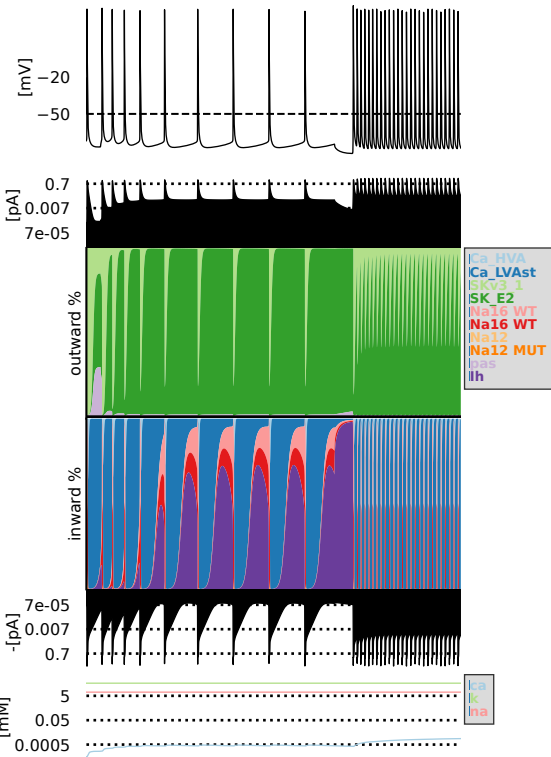 [mV]
−20
−50
[pA]
0.7
0.007
7e-05
outward %
Ca_HVA
Ca_LVAst
SKv3_1
SK_E2
Na16 WT
Na16 WT
Na12
Na12 MUT
pas
Ih
inward %
-[pA]
7e-05
0.007
0.7
[mM]
5
0.05
0.0005
ca
k
na